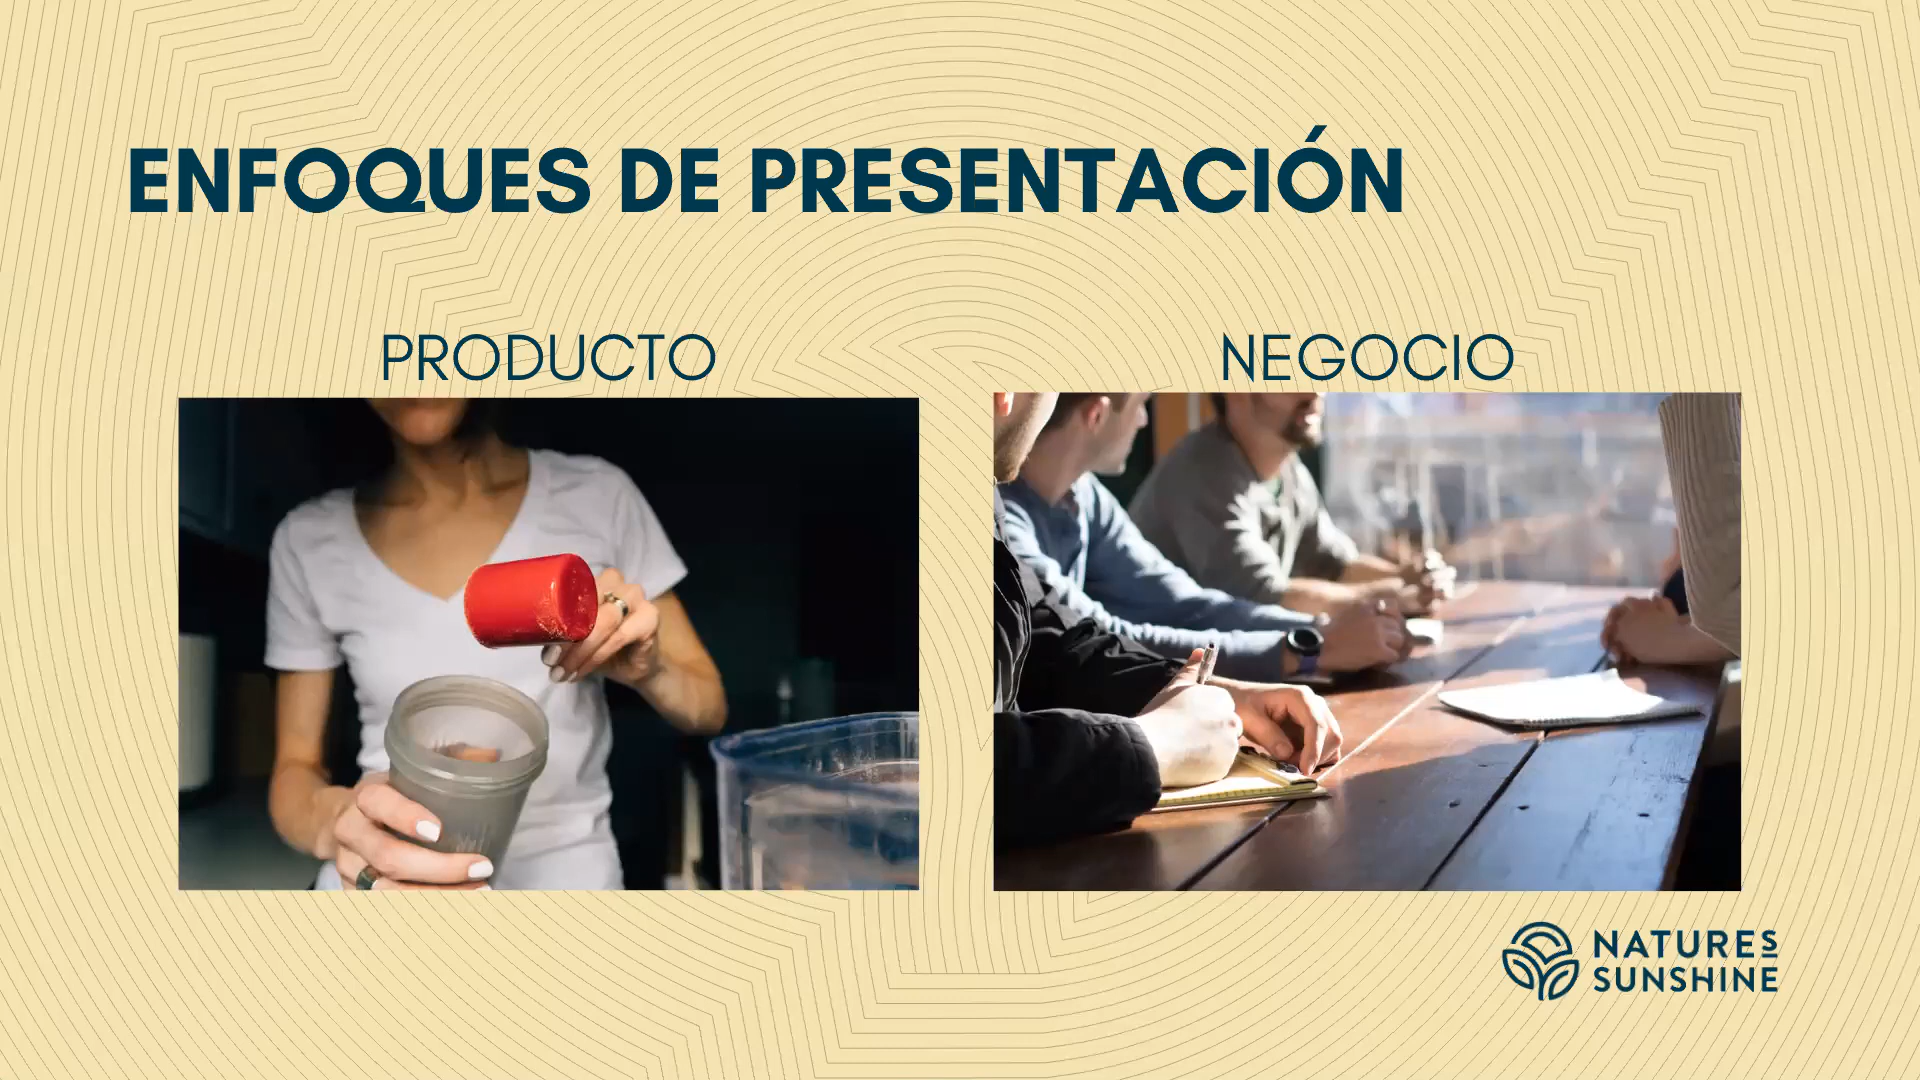 ENFOQUES DE PRESENTACIÓN
PRODUCTO
NEGOCIO
NATURES
SUNSHINE